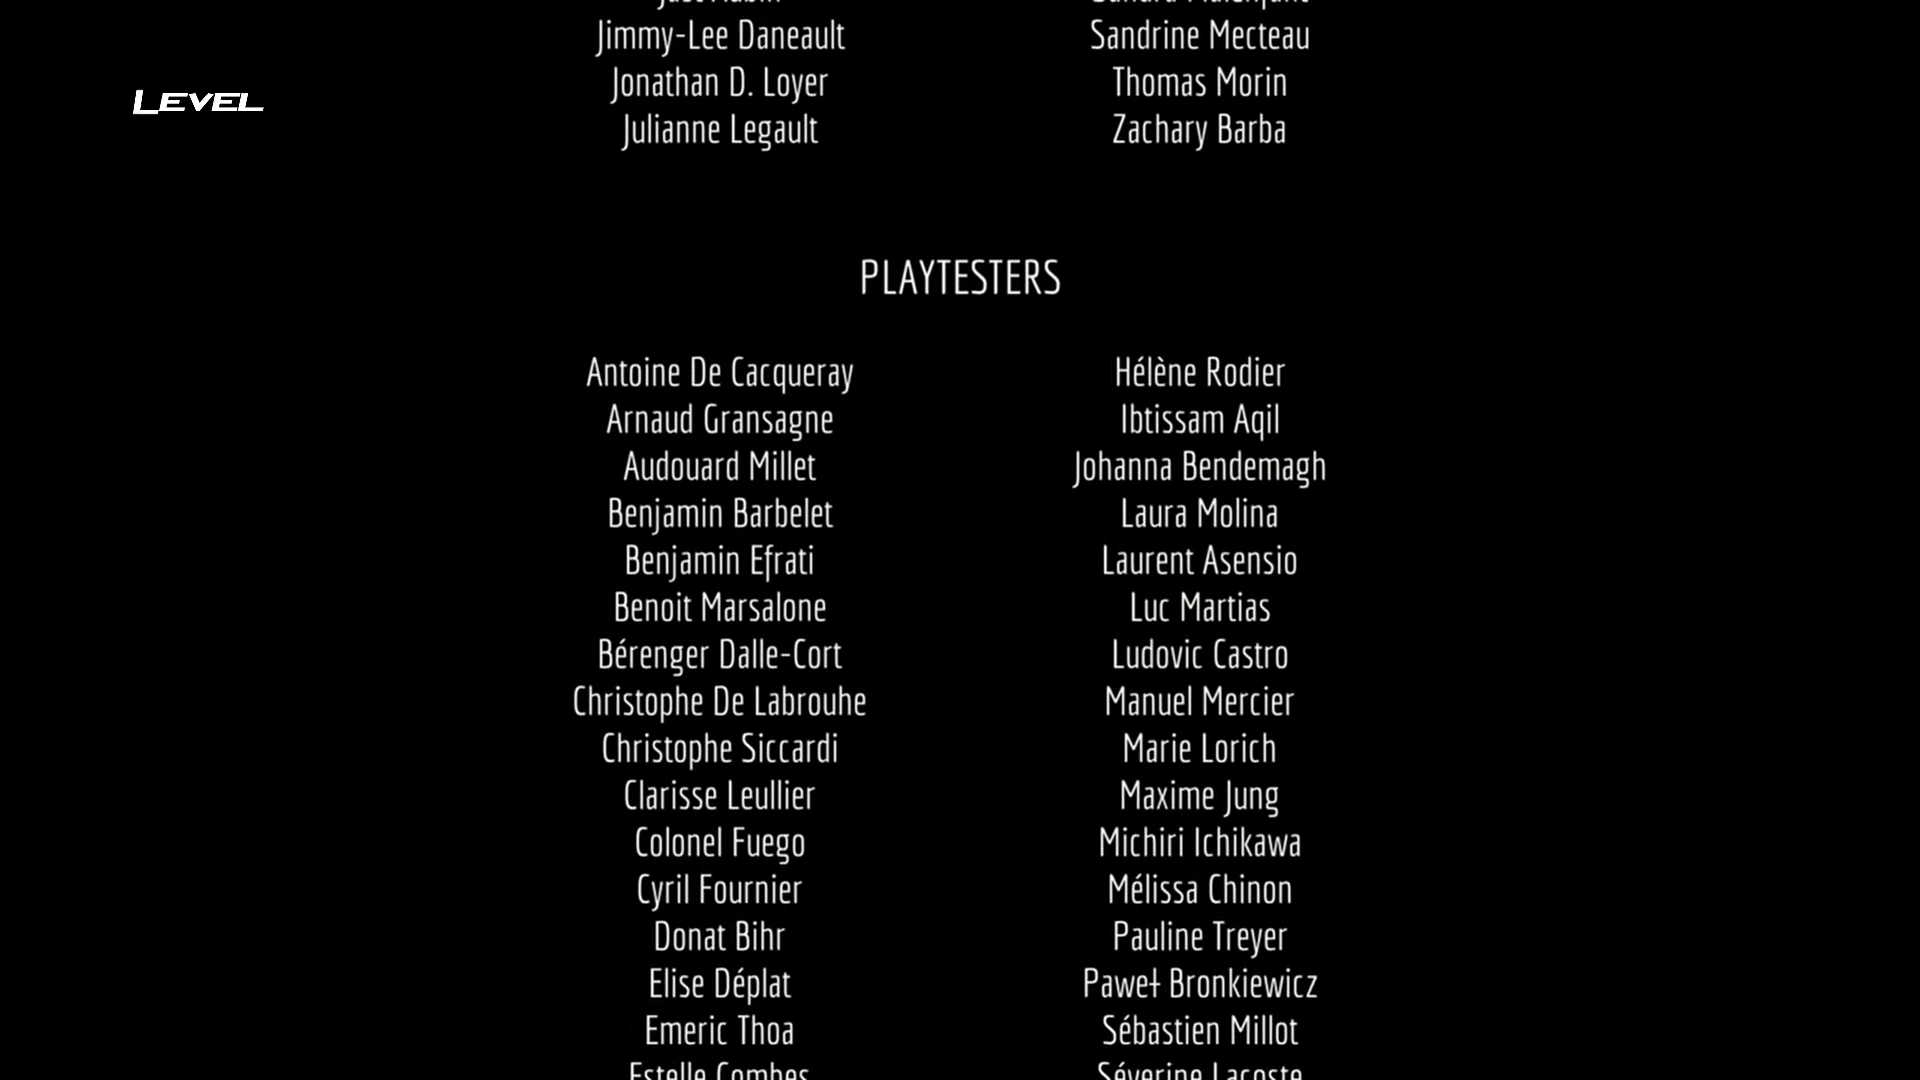 Jimmy-Lee Daneault
Jonathan D. Loyer
Julianne Legault
Sandrine Mecteau
Thomas Morin
Zachary Barba
LEVEL
PLAYTESTERS
Antoine De Cacqueray
Arnaud Gransagne
Audouard Millet
Benjamin Barbelet
Benjamin Efrati
Benoit Marsalone
Bérenger Dalle-Cort
Christophe De Labrouhe
Christophe Siccardi
Clarisse Leullier
Colonel Fuego
Cyril Fournier
Donat Bihr
Elise Déplat
Emeric Thoa
Estelle Combes
Hélène Rodier
Ibtissam Aqil
Johanna Bendemagh
Laura Molina
Laurent Asensio
Luc Martias
Ludovic Castro
Manuel Mercier
Marie Lorich
Maxime Jung
Michiri Ichikawa
Mélissa Chinon
Pauline Treyer
Paweł Bronkiewicz
Sébastien Millot
Séverine Lacoste